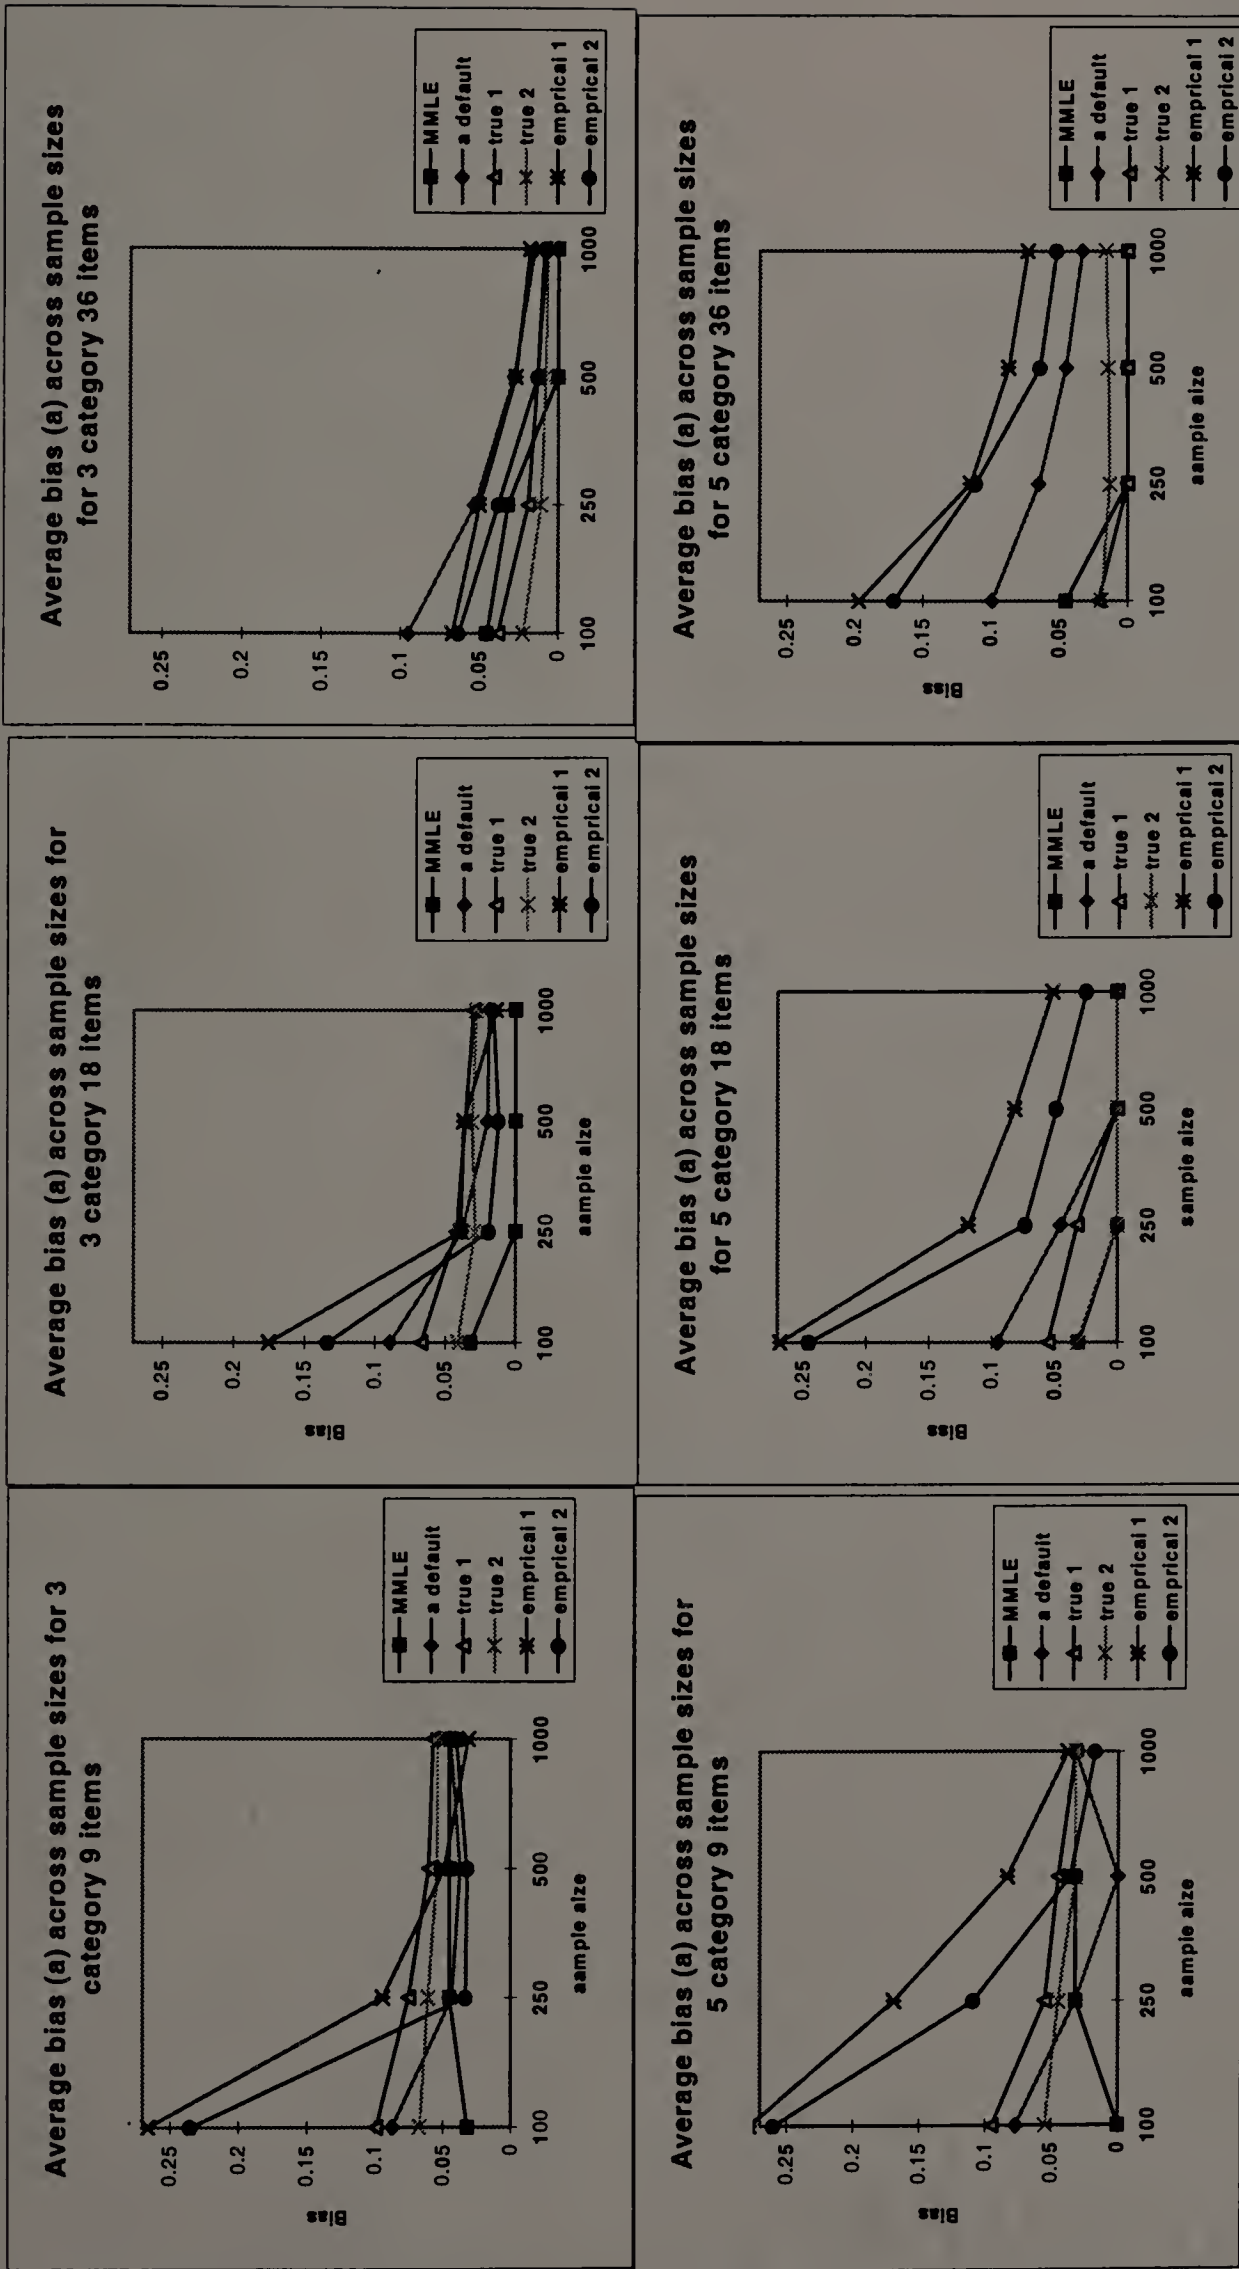 Average bias (a) across sample sizes for 3
category 9 items
Bias
0.25
0.2
0.15
0.1
0.05
0
100
250
500
1000
sample size
MMLE
a default
true 1
true 2
emprical 1
emprical 2
Average bias (a) across sample sizes for
3 category 18 items
Bias
0.25
0.2
0.15
0.1
0.05
0
100
250
500
1000
sample size
MMLE
a default
true 1
true 2
emprical 1
emprical 2
Average bias (a) across sample sizes
for 3 category 36 items
0.25
0.2
0.15
0.1
0.05
0
100
250
500
1000
MMLE
a default
true 1
true 2
emprical 1
emprical 2
Average bias (a) across sample sizes for
5 category 9 items
Bias
0.25
0.2
0.15
0.1
0.05
0
100
250
500
1000
sample size
MMLE
a default
true 1
true 2
emprical 1
emprical 2
Average bias (a) across sample sizes
for 5 category 18 items
Bias
0.25
0.2
0.15
0.1
0.05
0
100
250
500
1000
sample size
MMLE
a default
true 1
true 2
emprical 1
emprical 2
Average bias (a) across sample sizes
for 5 category 36 items
Bias
0.25
0.2
0.15
0.1
0.05
0
100
250
500
1000
sample size
MMLE
a default
true 1
true 2
emprical 1
emprical 2